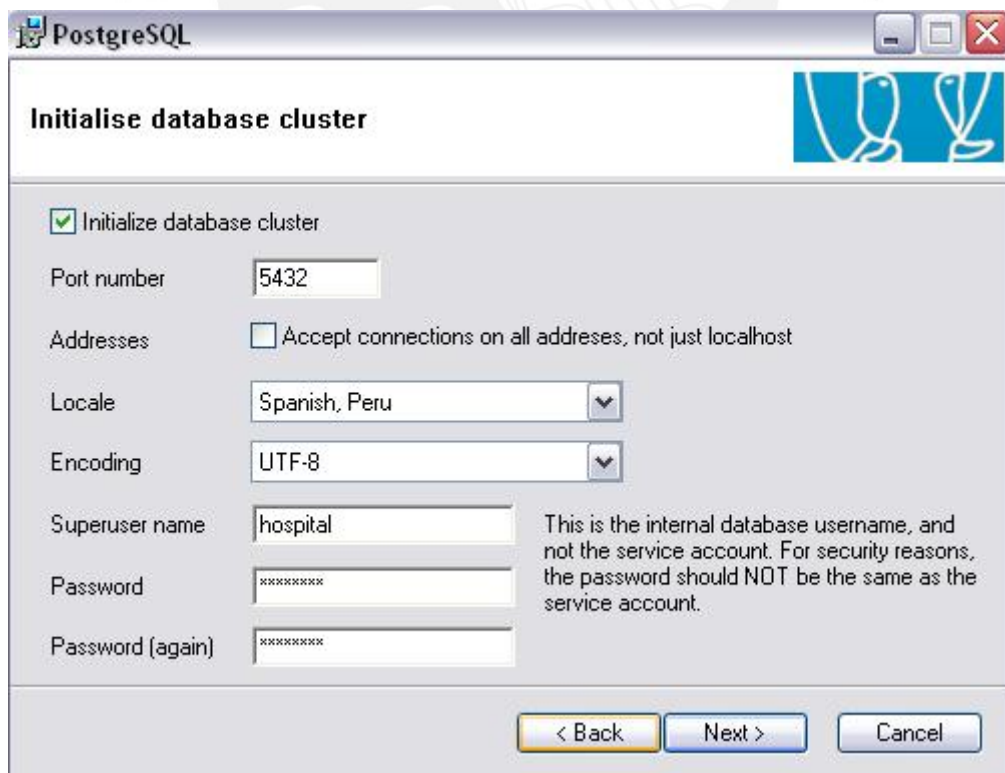 PostgreSQL
Initialise database cluster
Initialize database cluster
Port number 5432
Addresses Accept connections on all addreses, not just localhost
Locale Spanish, Peru
Encoding UTF-8
Superuser name hospital
This is the internal database username, and
not the service account. For security reasons,
the password should NOT be the same as the
service account.
Password ********
Password (again) ********
< Back Next > Cancel